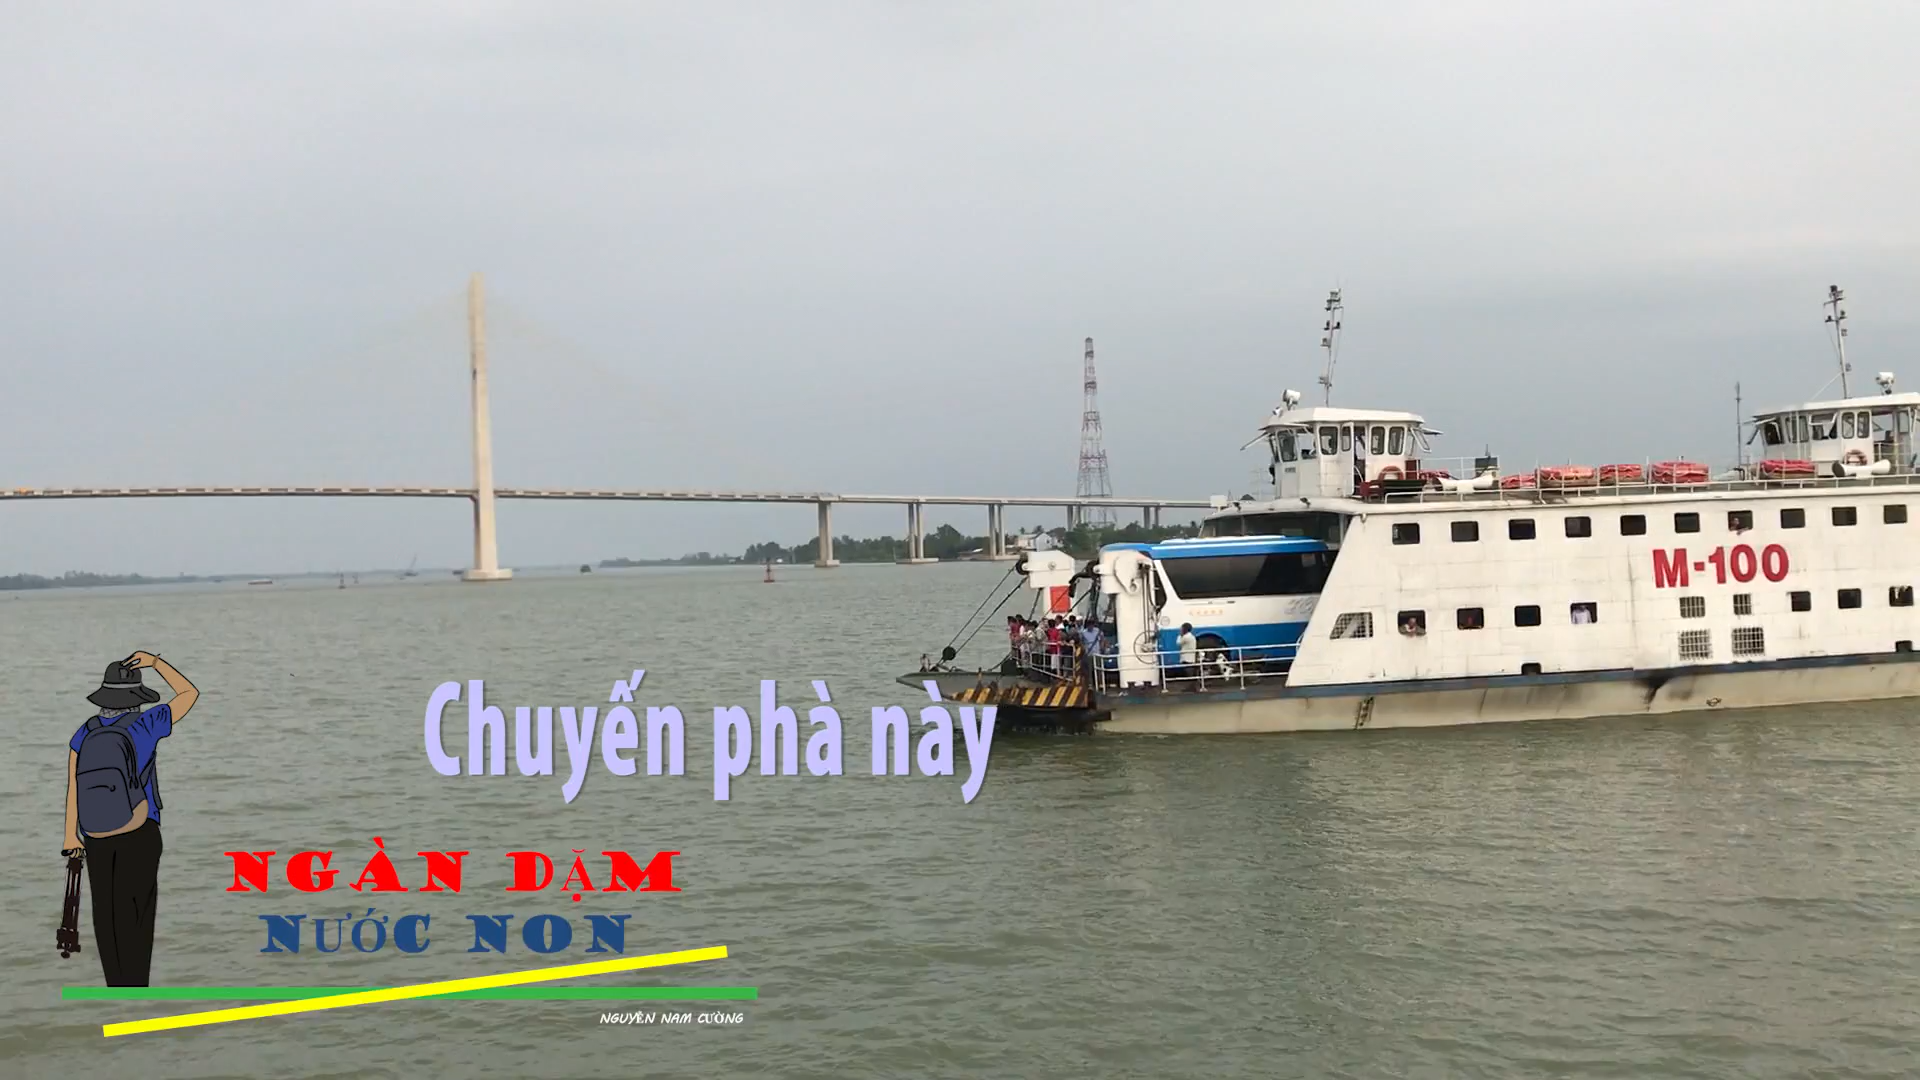 M-100
Chuyến phà này
NGÀN DẶM
NƯỚC NON
NGUYỄN NAM CƯỜNG